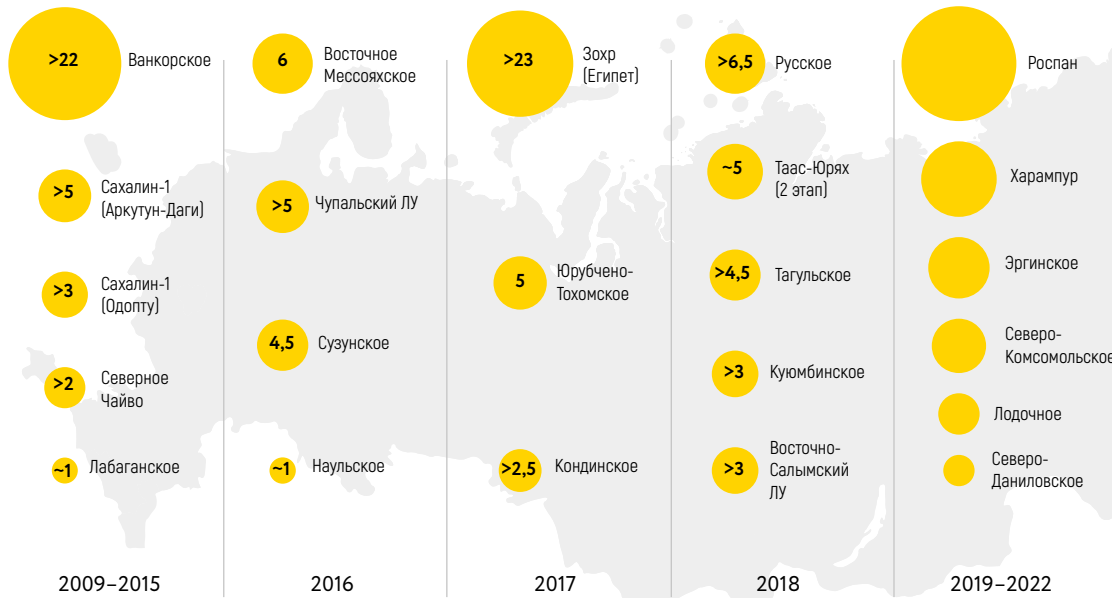 >22
Ванкорское
>5
Сахалин-1
(Аркутун-Даги)
>3
Сахалин-1
(Одопту)
>2
Северное
Чайво
~1
Лабаганское
2009–2015
6
Восточное
Мессояхское
>5
Чупальский ЛУ
4,5
Сузунское
~1
Наульское
2016
>23
Зохр
(Египет)
5
Юрубчено-
Тохомское
>2,5
Кондинское
2017
>6,5
Русское
~5
Таас-Юрях
(2 этап)
>4,5
Тагульское
>3
Куюмбинское
>3
Восточно-
Салымский
ЛУ
2018
Роспан
Харампур
Эргинское
Северо-
Комсомольское
Лодочное
Северо-
Даниловское
2019–2022